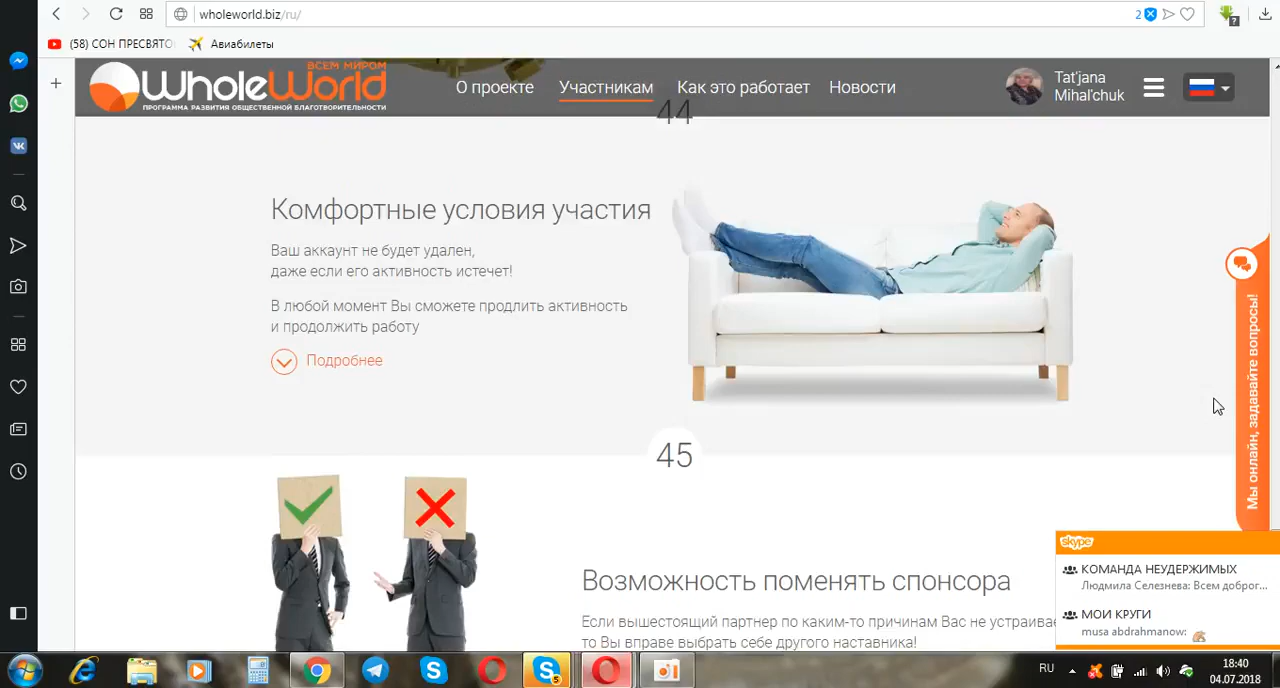 wholeworld.biz/ru/
2
(58) СОН ПРЕСВЯТО
Авиабилеты
ВСЕМ МИРОМ
WholeWorld
ПРОГРАММА РАЗВИТИЯ ОБЩЕСТВЕННОЙ БЛАГОТВОРИТЕЛЬНОСТИ
О проекте
Участникам
Как это работает
Новости
Tat'jana
Mihal'chuk
44
Комфортные условия участия
Ваш аккаунт не будет удален,
даже если его активность истечет!
В любой момент Вы сможете продлить активность
и продолжить работу
Подробнее
Мы онлайн, задавайте вопросы!
45
Возможность поменять спонсора
Если вышестоящий партнер по каким-то причинам Вас не устраивае
то Вы вправе выбрать себе другого наставника!
skype
КОМАНДА НЕУДЕРЖИМЫХ
Людмила Селезнева: Всем доброг...
МОИ КРУГИ
musa abdrahmanow:
5
RU
18:40
04.07.2018